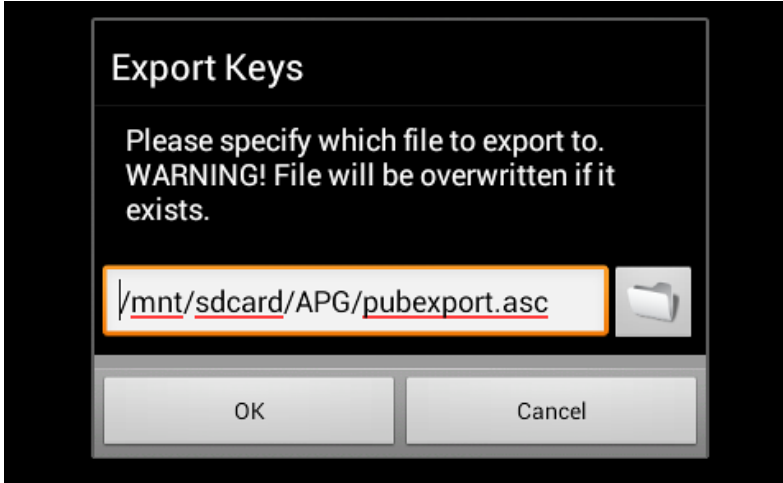 Export Keys
Please specify which file to export to.
WARNING! File will be overwritten if it
exists.
/mnt/sdcard/APG/pubexport.asc
OK
Cancel